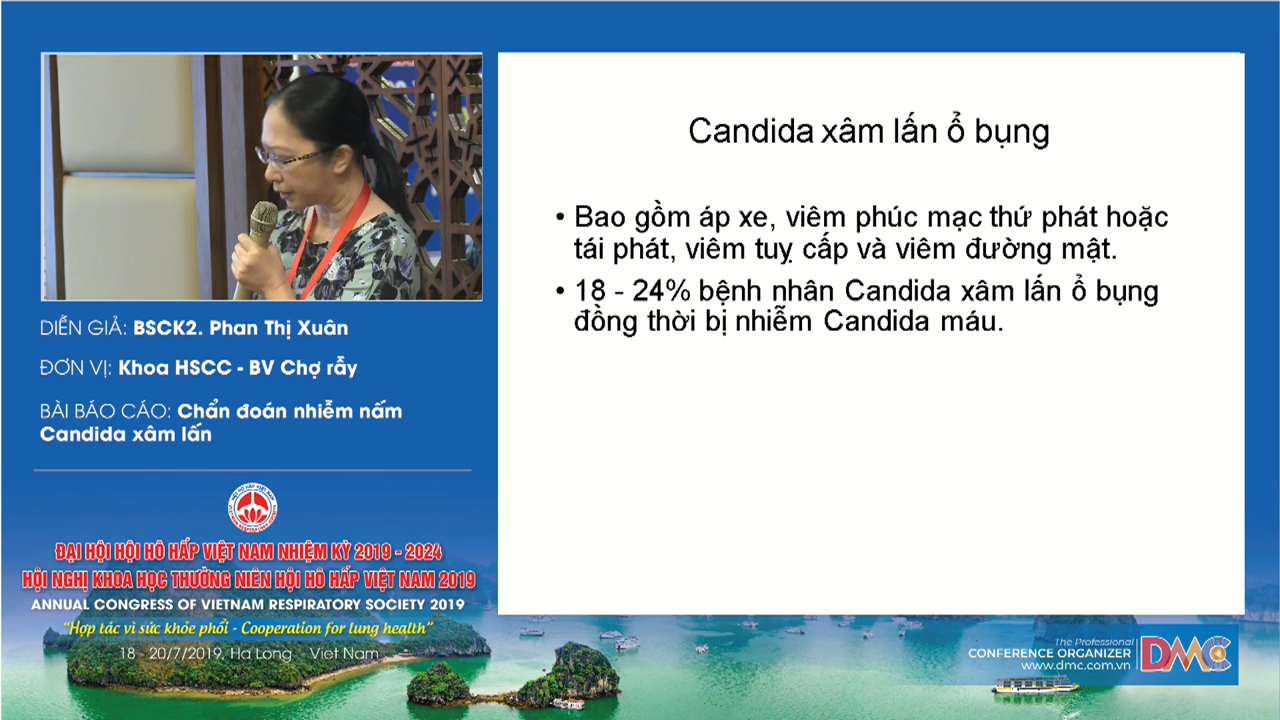 Candida xâm lấn ổ bụng
• Bao gồm áp xe, viêm phúc mạc thứ phát hoặc
tái phát, viêm tuỵ cấp và viêm đường mật.
• 18 - 24% bệnh nhân Candida xâm lấn ổ bụng
đồng thời bị nhiễm Candida máu.
DIỄN GIẢ: BSCK2. Phan Thị Xuân
ĐƠN VỊ: Khoa HSCC - BV Chợ rẫy
BÀI BÁO CÁO: Chẩn đoán nhiễm nấm
Candida xâm lấn
ĐẠI HỘI HỘI HÔ HẤP VIỆT NAM NHIỆM KỲ 2019 - 2024
HỘI NGHỊ KHOA HỌC THƯỜNG NIÊN HỘI HÔ HẤP VIỆT NAM 2019
ANNUAL CONGRESS OF VIETNAM RESPIRATORY SOCIETY 2019
"Hợp tác vì sức khỏe phổi - Cooperation for lung health"
18 - 20/7/2019, Ha Long Viet Nam
The Professional
CONFERENCE ORGANIZER
www.dmc.com.vn
DMC